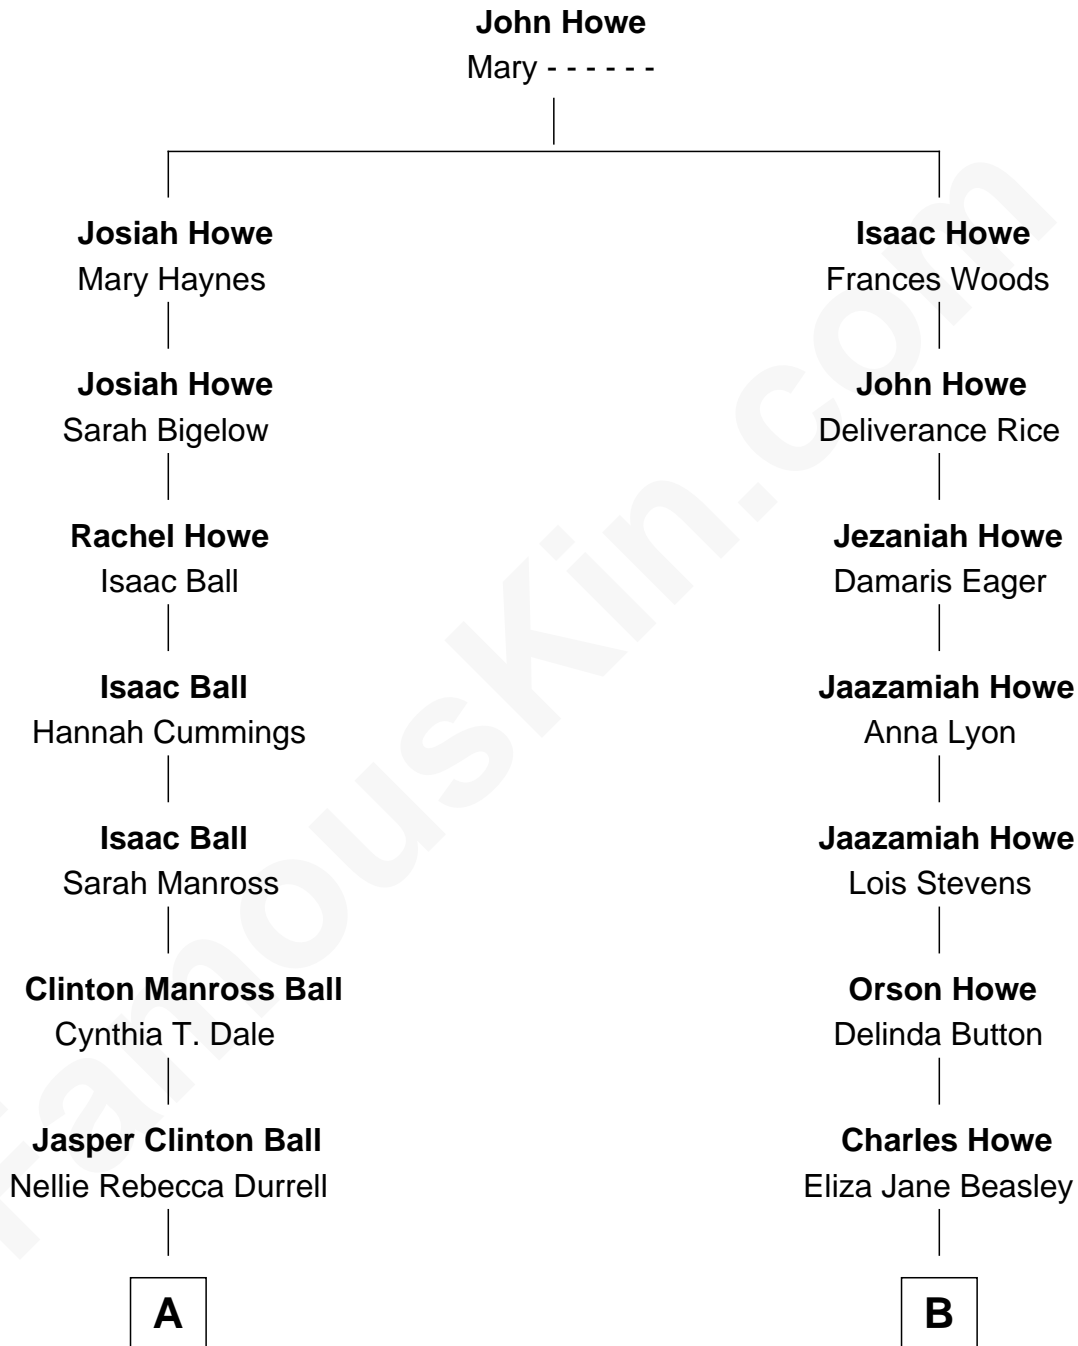 John Howe
Mary - - - - - -
Josiah Howe
Mary Haynes
Isaac Howe
Frances Woods
Josiah Howe
Sarah Bigelow
John Howe
Deliverance Rice
Rachel Howe
Isaac Ball
Jezaniah Howe
Damaris Eager
Isaac Ball
Hannah Cummings
Jaazamiah Howe
Anna Lyon
Isaac Ball
Sarah Manross
Jaazamiah Howe
Lois Stevens
Clinton Manross Ball
Cynthia T. Dale
Orson Howe
Delinda Button
Jasper Clinton Ball
Nellie Rebecca Durrell
Charles Howe
Eliza Jane Beasley
A
B
FamousKin.com